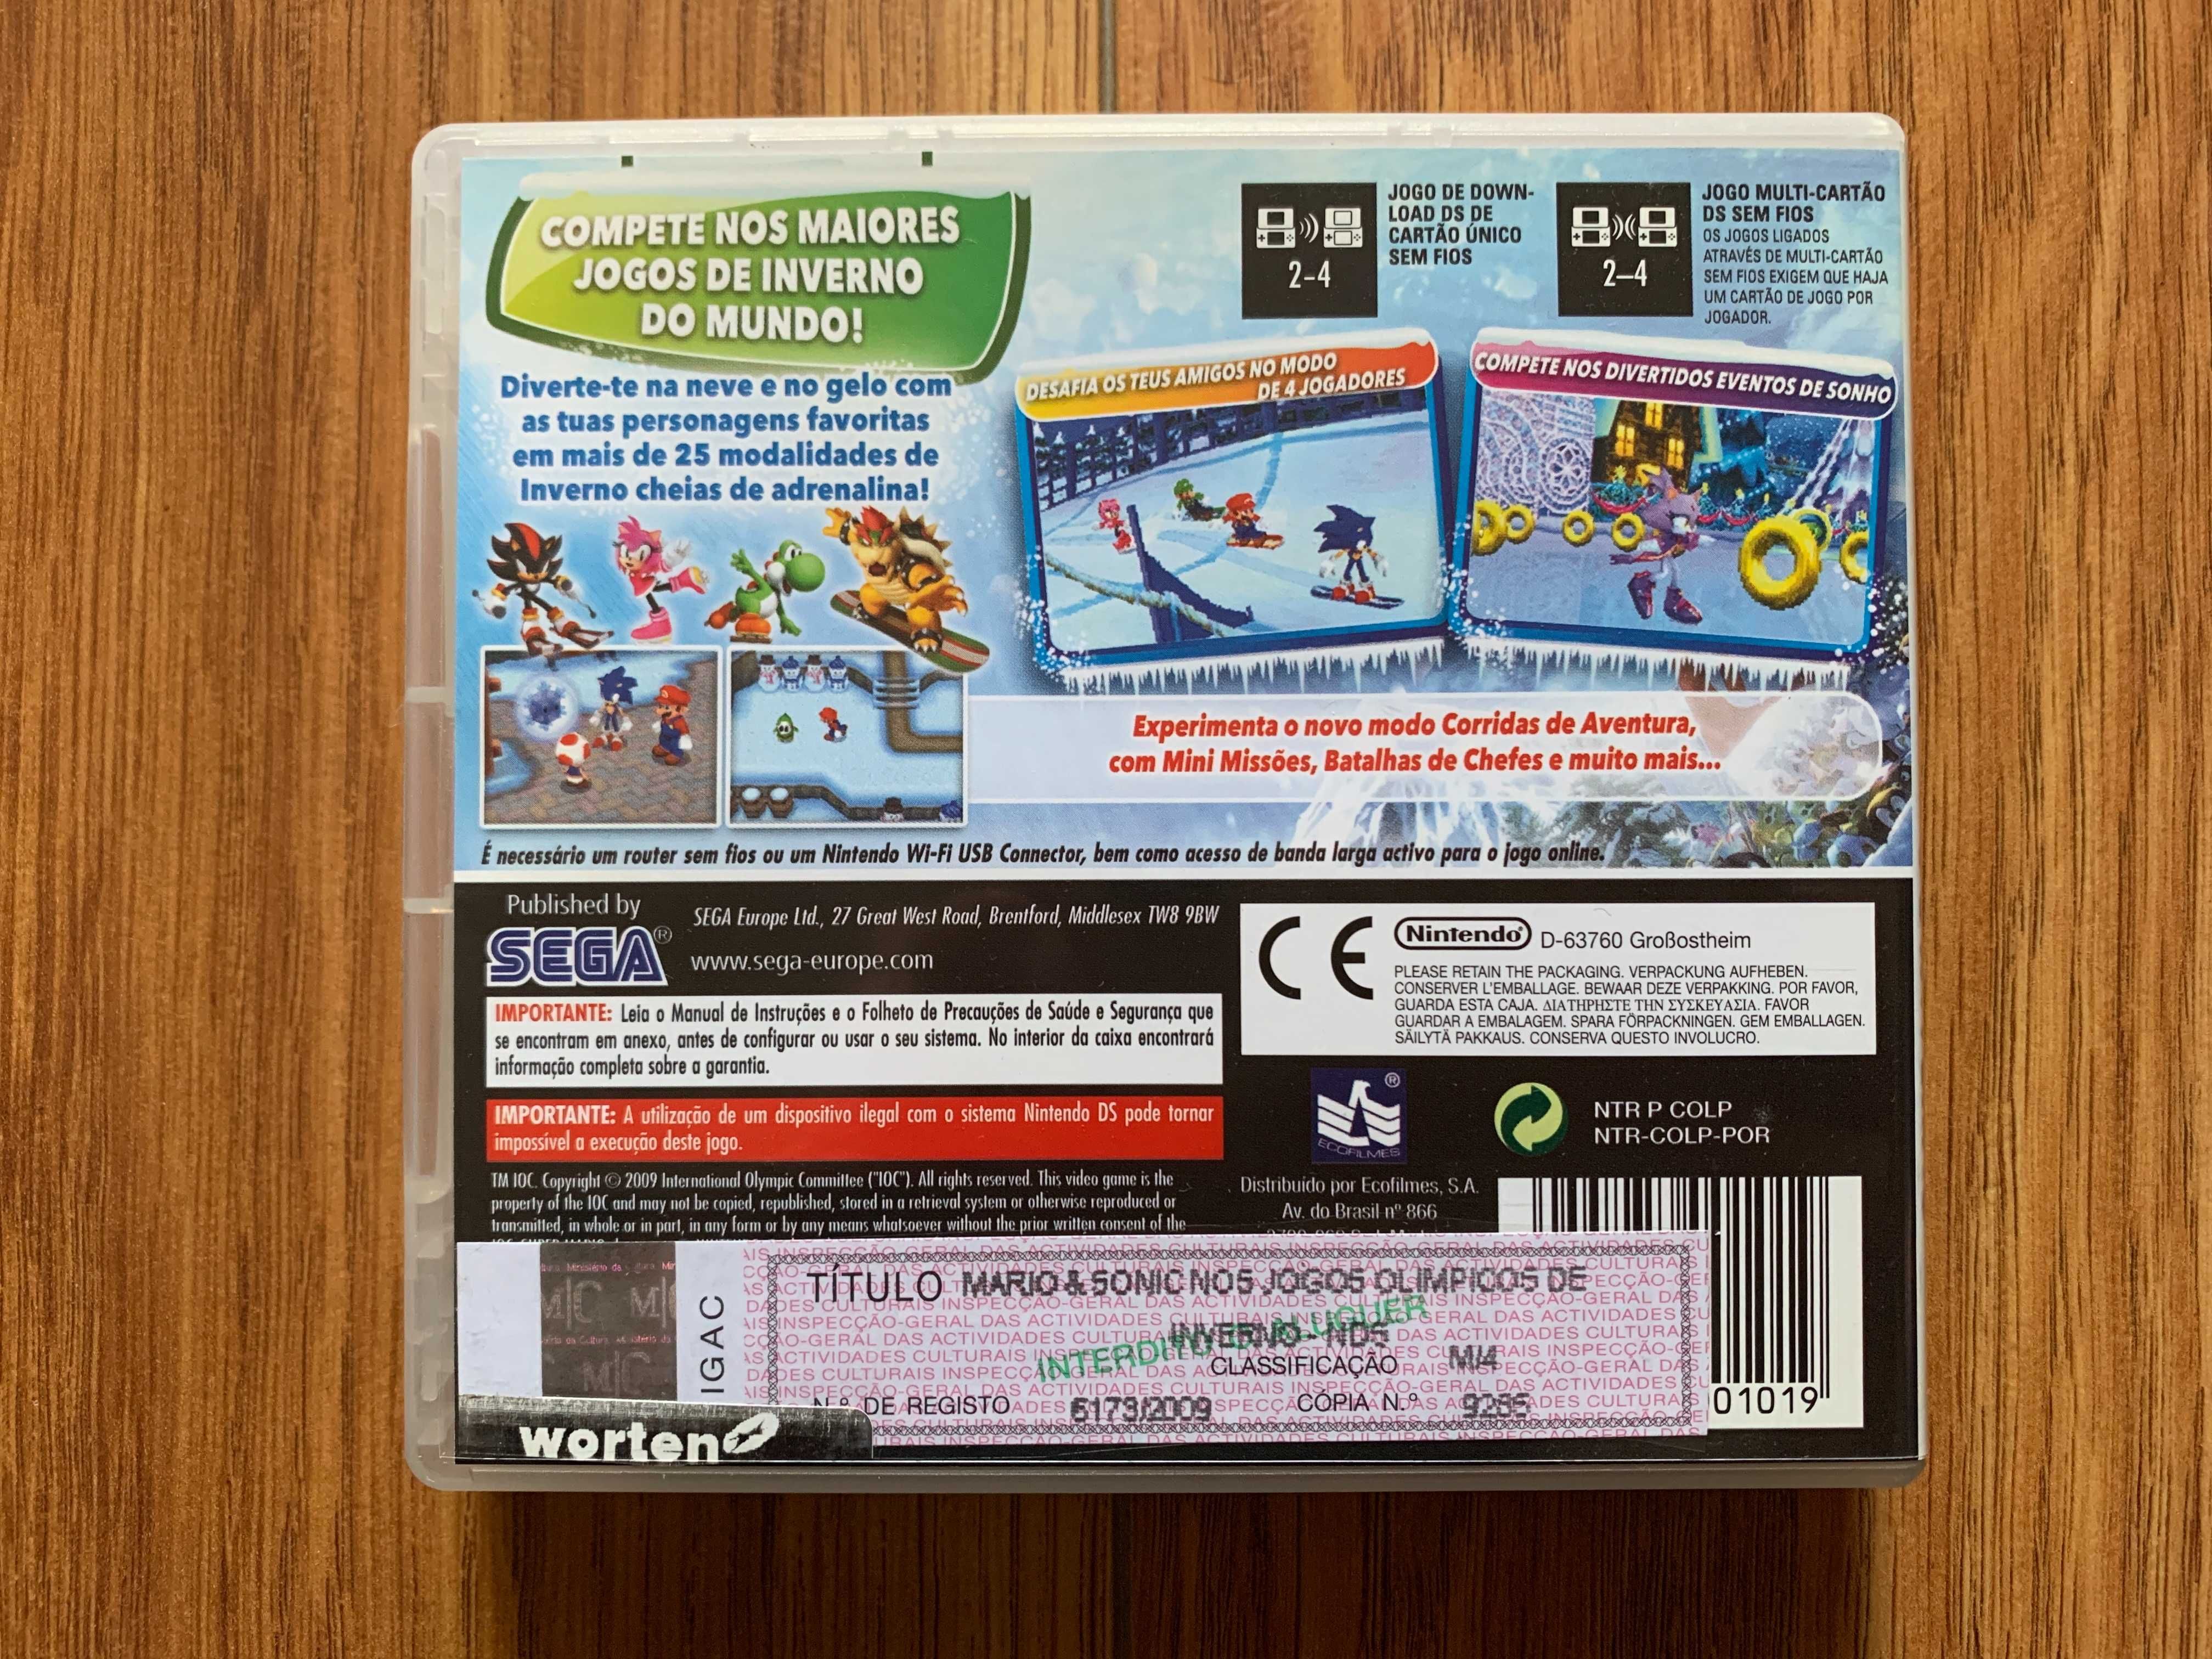 COMPETE NOS MAIORES
JOGOS DE INVERNO
DO MUNDO!
Diverte-te na neve e no gelo com
as tuas personagens favoritas
em mais de 25 modalidades de
Inverno cheias de adrenalina!
2-4
JOGO DE DOWN-
LOAD DS DE
CARTÃO ÚNICO
SEM FIOS
2-4
JOGO MULTI-CARTÃO
DS SEM FIOS
OS JOGOS LIGADOS
ATRAVÉS DE MULTI-CARTÃO
SEM FIOS EXIGEM QUE HAJA
UM CARTÃO DE JOGO POR
JOGADOR.
DESAFIA OS TEUS AMIGOS NO MODO
DE 4 JOGADORES
COMPETE NOS DIVERTIDOS EVENTOS DE SONHO
Experimenta o novo modo Corridas de Aventura,
com Mini Missões, Batalhas de Chefes e muito mais...
É necessário um router sem fios ou um Nintendo Wi-Fi USB Connector, bem como acesso de banda larga activo para o jogo online.
Published by
SEGA®
SEGA Europe Ltd., 27 Great West Road, Brentford, Middlesex TW8 9BW
www.sega-europe.com
IMPORTANTE: Leia o Manual de Instruções e o Folheto de Precauções de Saúde e Segurança que
se encontram em anexo, antes de configurar ou usar o seu sistema. No interior da caixa encontrará
informação completa sobre a garantia.
IMPORTANTE: A utilização de um dispositivo ilegal com o sistema Nintendo DS pode tornar
impossível a execução deste jogo.
TM IOC. Copyright © 2009 International Olympic Committee ("IOC"). All rights reserved. This video game is the
property of the IOC and may not be copied, republished, stored in a retrieval system or otherwise reproduced or
transmitted, in whole or in part, in any form or by any means whatsoever without the prior written consent of the
CE
Nintendo® D-63760 Großostheim
PLEASE RETAIN THE PACKAGING. VERPACKUNG AUFHEBEN.
CONSERVER L'EMBALLAGE. BEWAAR DEZE VERPAKKING. POR FAVOR,
GUARDA ESTA CAJA. ΔΙΑΤΗΡΗΣΤΕ ΤΗΝ ΣΥΣΚΕΥΑΣΙΑ. FAVOR
GUARDAR A EMBALAGEM. SPARA FÖRPACKNINGEN. GEM EMBALLAGEN.
SÄILYTÄ PAKKAUS. CONSERVA QUESTO INVOLUCRO.
ECOFILMES ®
NTR P COLP
NTR-COLP-POR
Distribuído por Ecofilmes, S.A.
Av. do Brasil nº 866
01019
IGAC
TÍTULO MARIO & SONIC NOS JOGOS OLIMPICOS DE
INVERNO - NDS
INTERDITO ALUGUER
CLASSIFICAÇÃO M/4
N.º DE REGISTO 5173/2009 CÓPIA N.º
INSPECÇÃO-GERAL DAS ACTIVIDADES CULTURAIS
worten